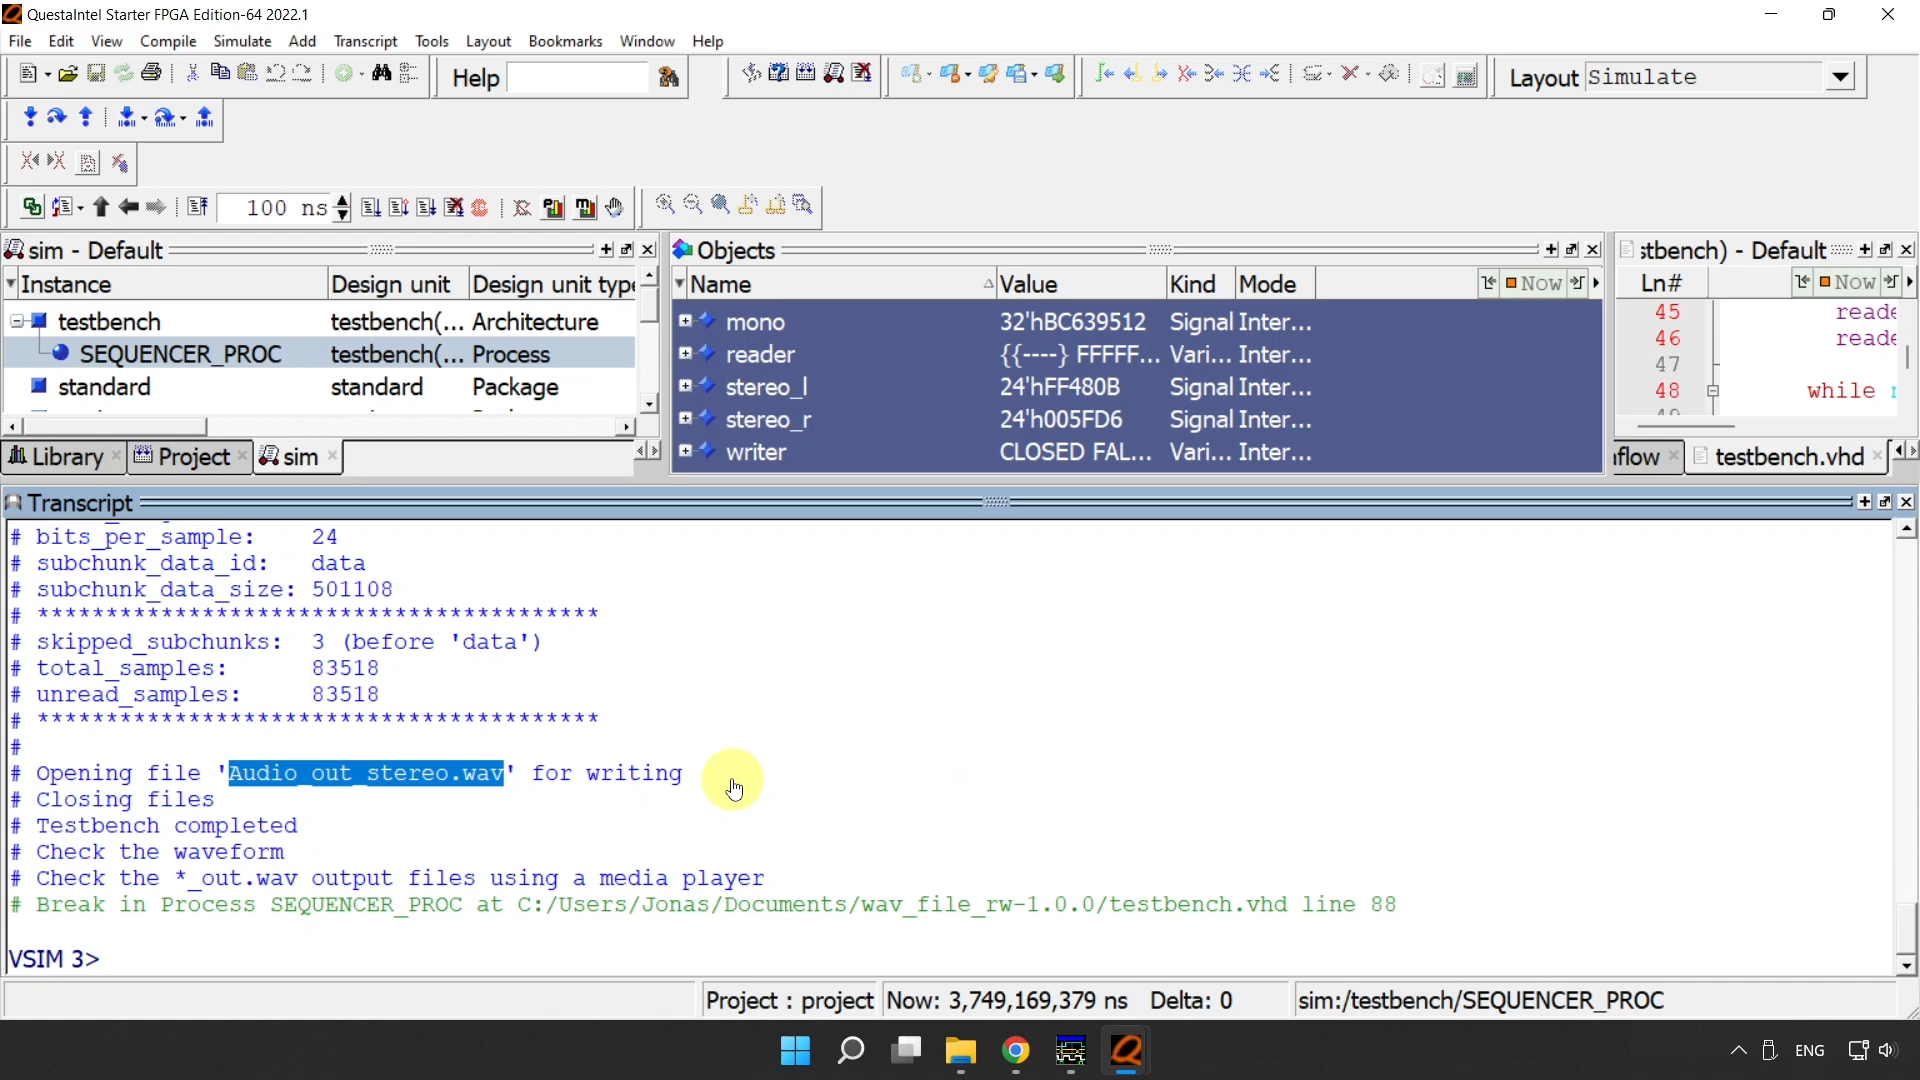 QuestaIntel Starter FPGA Edition-64 2022.1
File Edit View Compile Simulate Add Transcript Tools Layout Bookmarks Window Help
Help
Layout Simulate
100 ns
sim - Default
Instance Design unit Design unit type
testbench testbench(... Architecture
SEQUENCER_PROC testbench(... Process
standard standard Package
Library Project sim
Objects
Name Value Kind Mode Now
mono 32'hBC639512 Signal Inter...
reader {{----} FFFFF... Vari... Inter...
stereo_l 24'hFF480B Signal Inter...
stereo_r 24'h005FD6 Signal Inter...
writer CLOSED FAL... Vari... Inter...
stbench) - Default
Ln# Now
45 reade
46 reade
47
48 while
49
flow testbench.vhd
Transcript
# bits_per_sample: 24
# subchunk_data_id: data
# subchunk_data_size: 501108
# *****************************************
# skipped_subchunks: 3 (before 'data')
# total_samples: 83518
# unread_samples: 83518
# *****************************************
#
# Opening file 'Audio_out_stereo.wav' for writing
# Closing files
# Testbench completed
# Check the waveform
# Check the *_out.wav output files using a media player
# Break in Process SEQUENCER_PROC at C:/Users/Jonas/Documents/wav_file_rw-1.0.0/testbench.vhd line 88
VSIM 3>
Project : project Now: 3,749,169,379 ns Delta: 0 sim:/testbench/SEQUENCER_PROC
ENG